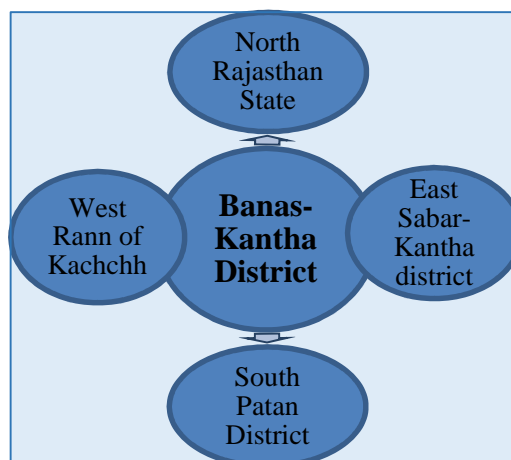 North
Rajasthan
State
West
Rann of
Kachchh
Banas-
Kantha
District
East
Sabar-
Kantha
district
South
Patan
District